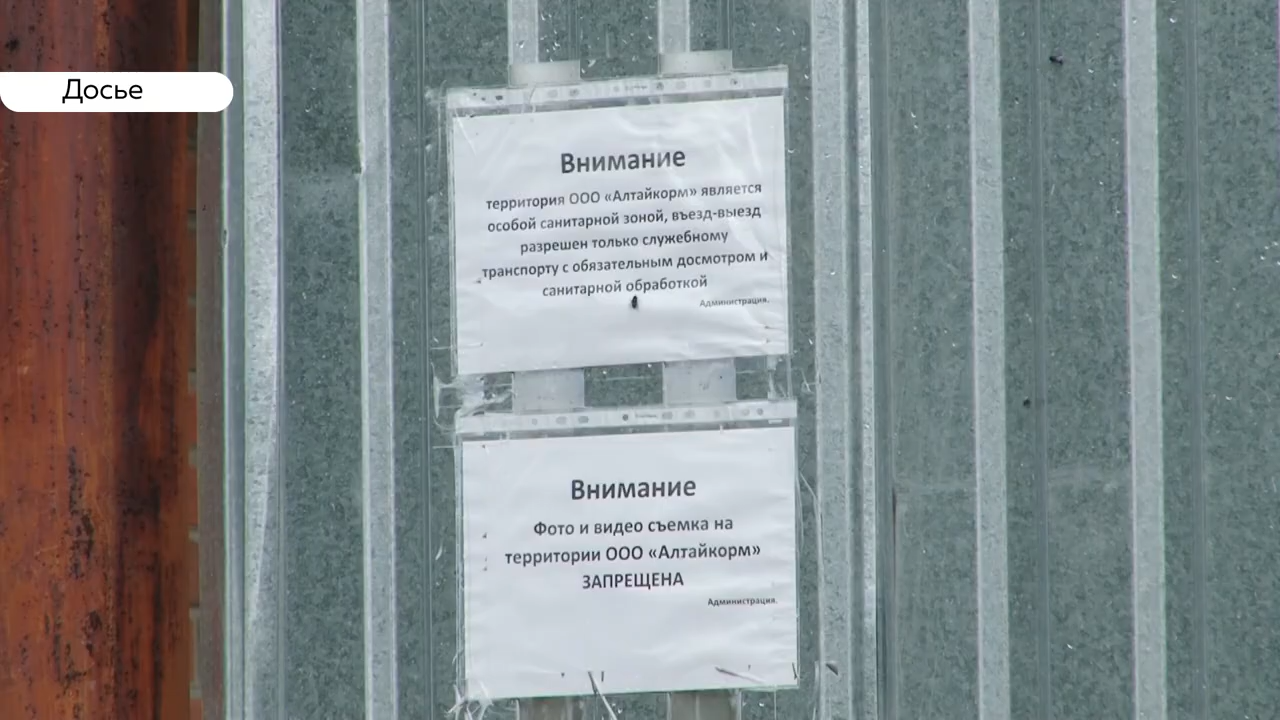 Досье
Внимание
территория ООО «Алтайкорм» является
особой санитарной зоной, въезд-выезд
разрешен только служебному
транспорту с обязательным досмотром и
санитарной обработкой
Администрация.
Внимание
Фото и видео съемка на
территории ООО «Алтайкорм»
ЗАПРЕЩЕНА
Администрация.